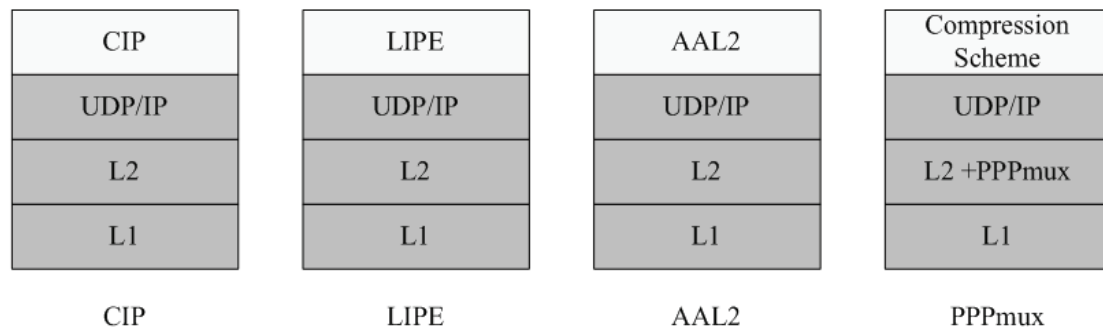 CIP
UDP/IP
L2
L1
CIP
LIPE
UDP/IP
L2
L1
LIPE
AAL2
UDP/IP
L2
L1
AAL2
Compression
Scheme
UDP/IP
L2 +PPPmux
L1
PPPmux